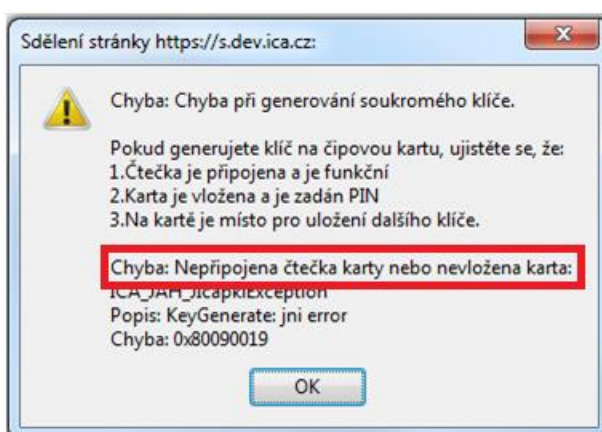 Sdělení stránky https://s.dev.ica.cz:
Chyba: Chyba při generování soukromého klíče.
Pokud generujete klíč na čipovou kartu, ujistěte se, že:
1.Čtečka je připojena a je funkční
2.Karta je vložena a je zadán PIN
3.Na kartě je místo pro uložení dalšího klíče.
Chyba: Nepřipojena čtečka karty nebo nevložena karta:
ICA_JAH_JIcapkiException
Popis: KeyGenerate: jni error
Chyba: 0x80090019
OK